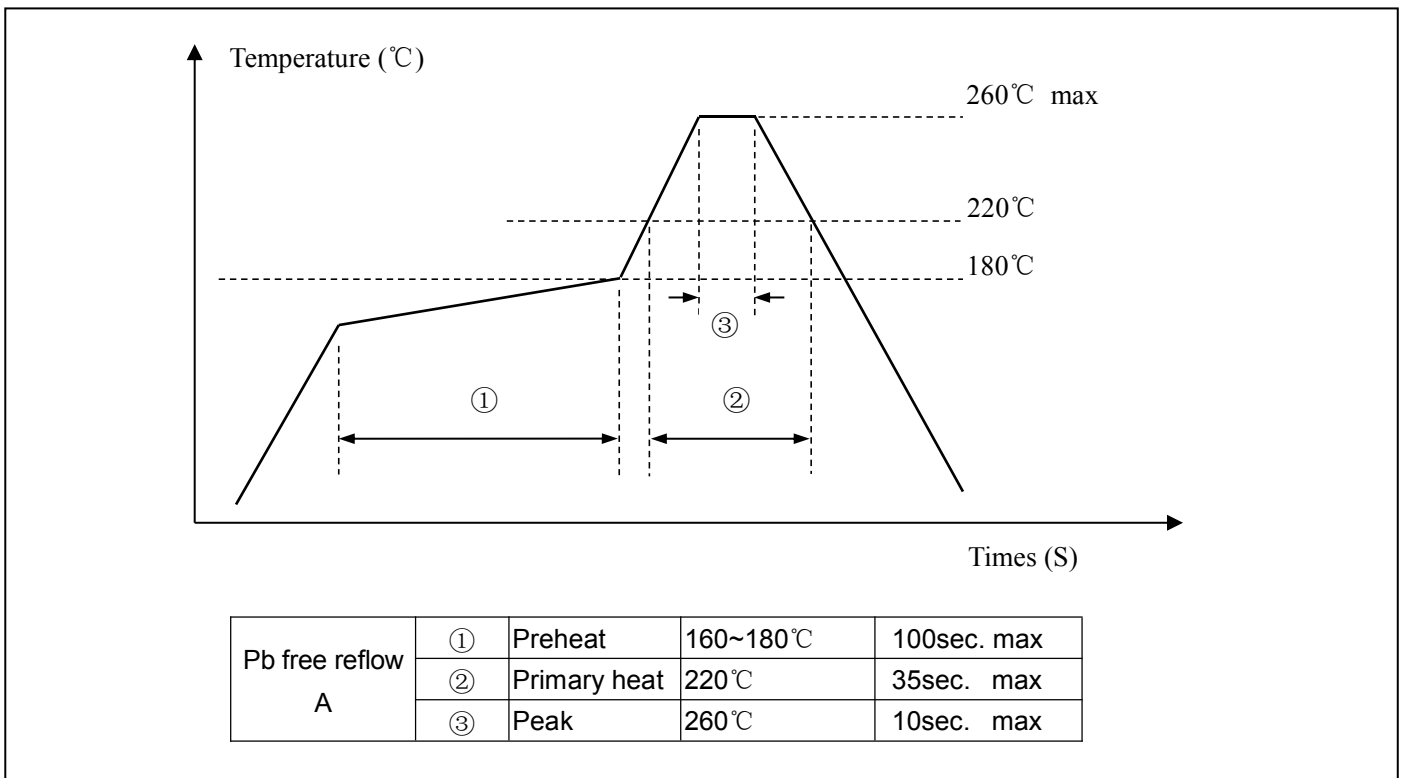 Temperature (℃)
260℃ max
220℃
180℃
③
① ②
Times (S)
Pb free reflow A
① Preheat 160~180℃ 100sec. max
② Primary heat 220℃ 35sec. max
③ Peak 260℃ 10sec. max